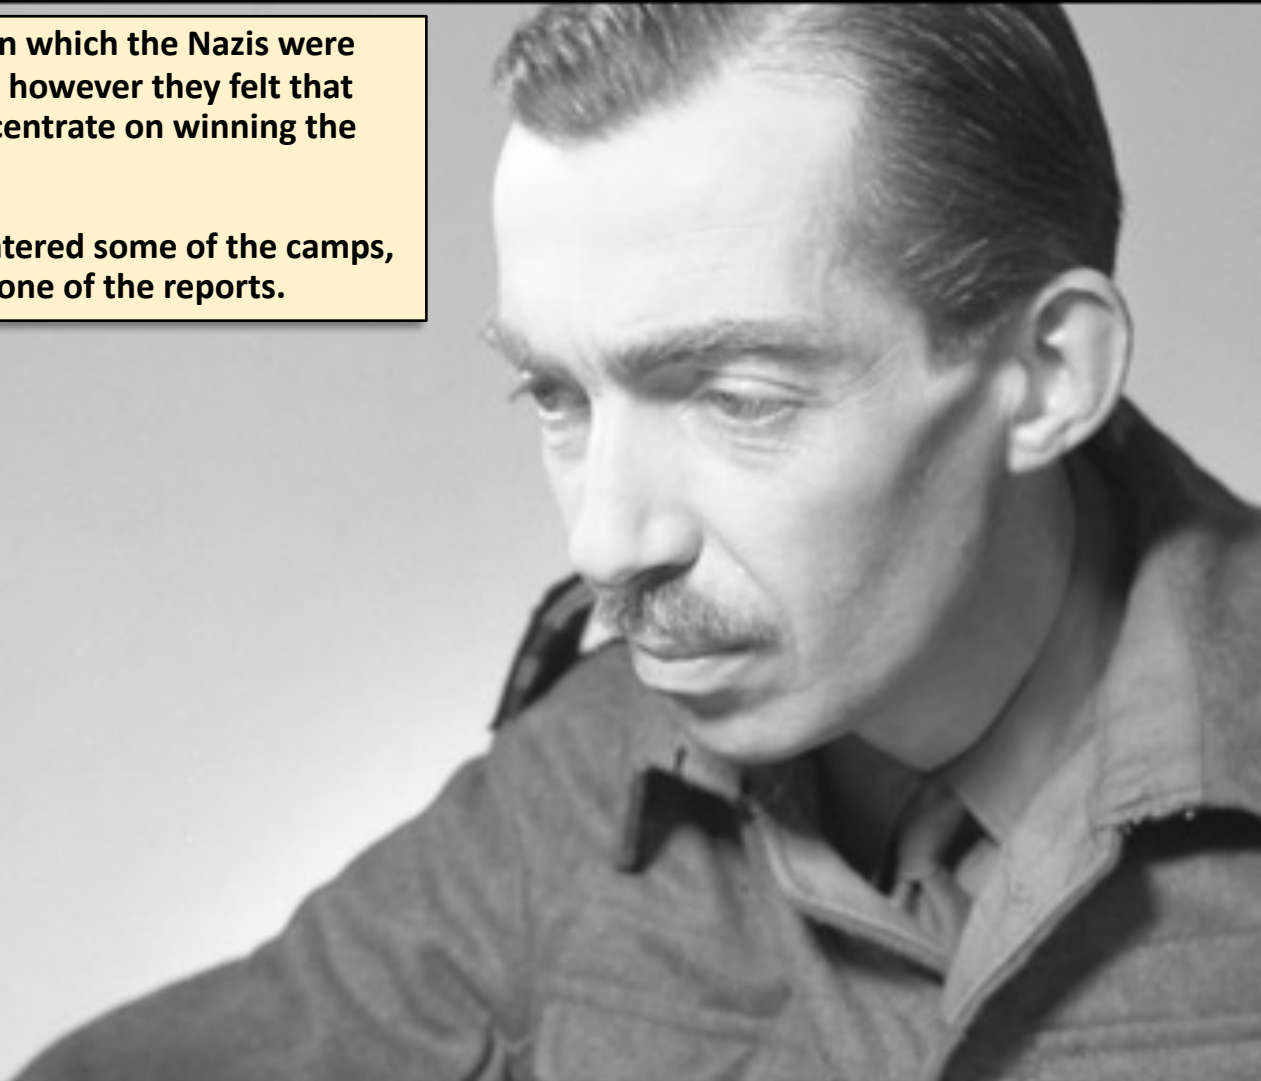 n which the Nazis were
however they felt that
centrate on winning the
ntered some of the camps,
one of the reports.